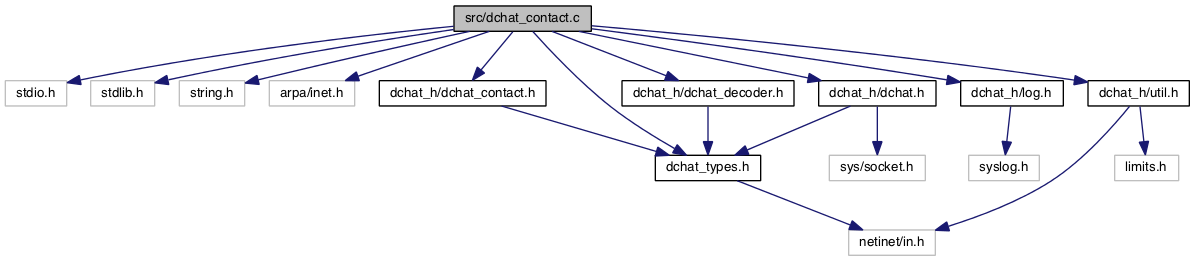 src/dchat_contact.c
stdio.h
stdlib.h
string.h
arpa/inet.h
dchat_h/dchat_contact.h
dchat_h/dchat_decoder.h
dchat_h/dchat.h
dchat_h/log.h
dchat_h/util.h
dchat_types.h
sys/socket.h
syslog.h
limits.h
netinet/in.h